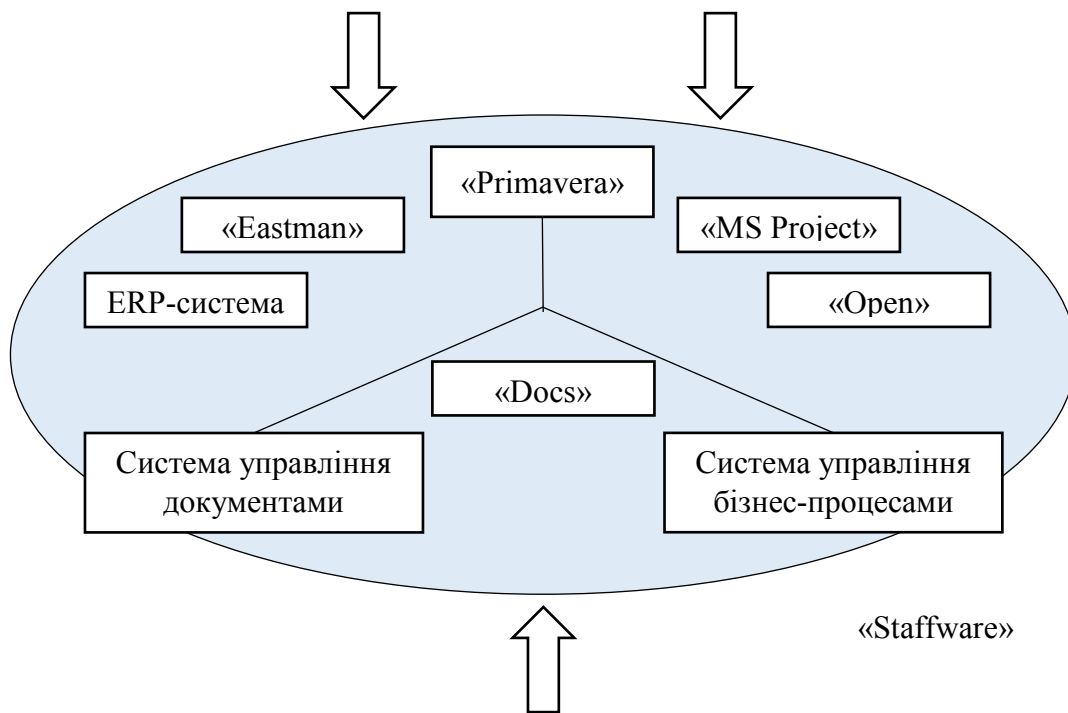 «Primavera»
«Eastman»
«MS Project»
ERP-система
«Open»
«Docs»
Система управління
документами
Система управління
бізнес-процесами
«Staffware»